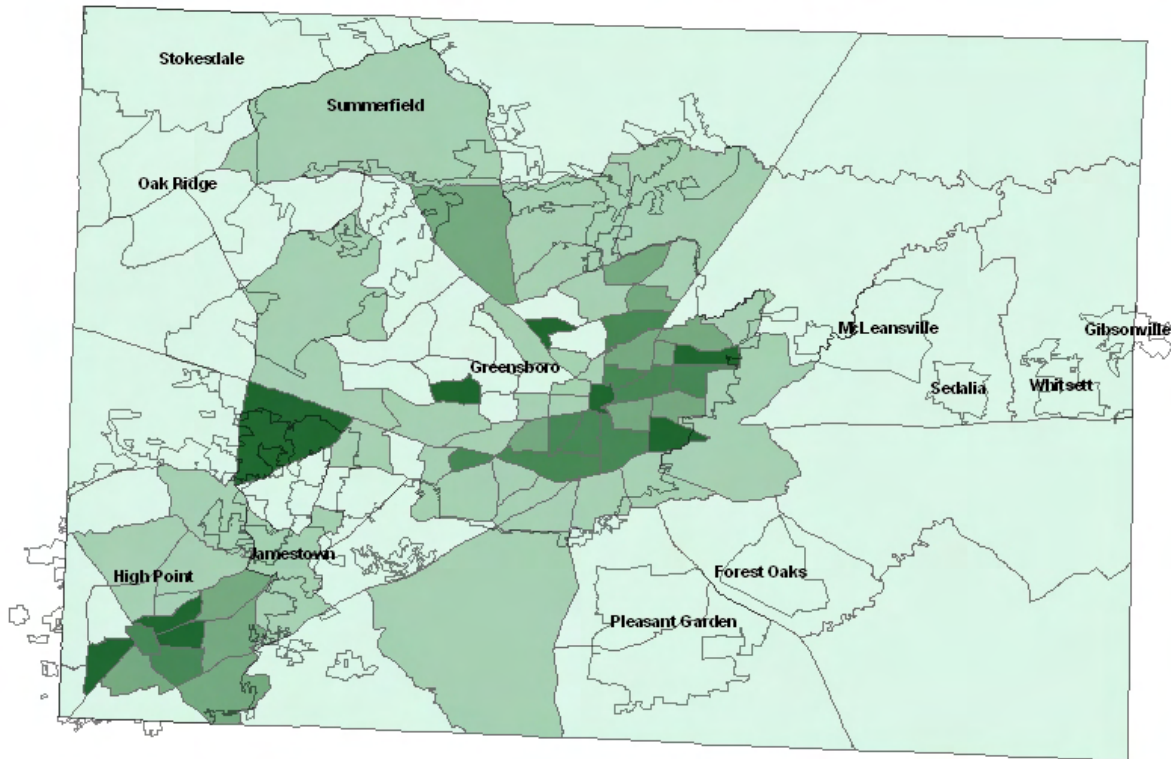 Stokesdale
Summerfield
Oak Ridge
McLeansville
Gibsonville
Greensboro
Sedalia
Whitsett
Jamestown
High Point
Forest Oaks
Pleasant Garden